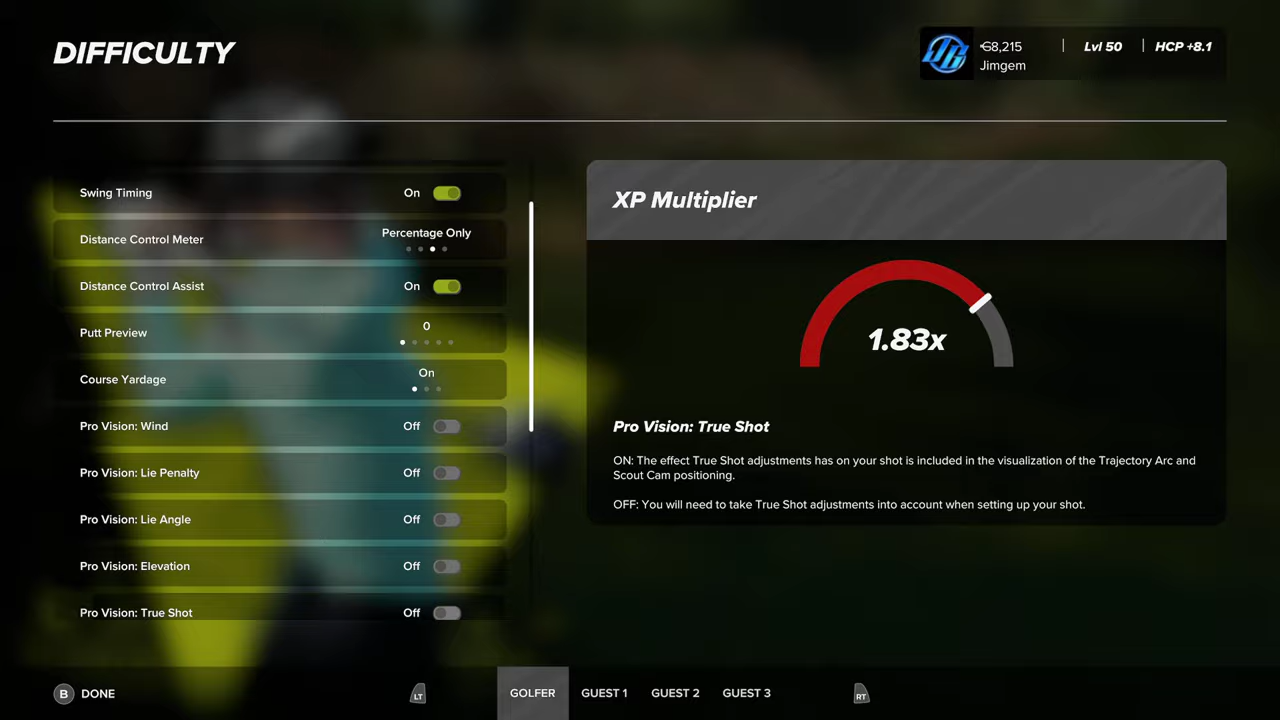 DIFFICULTY
8,215
Lvl 50
HCP +8.1
Jimgem
Swing Timing On
Distance Control Meter Percentage Only
Distance Control Assist On
Putt Preview 0
Course Yardage On
Pro Vision: Wind Off
Pro Vision: Lie Penalty Off
Pro Vision: Lie Angle Off
Pro Vision: Elevation Off
Pro Vision: True Shot Off
XP Multiplier
1.83x
Pro Vision: True Shot
ON: The effect True Shot adjustments has on your shot is included in the visualization of the Trajectory Arc and
Scout Cam positioning.
OFF: You will need to take True Shot adjustments into account when setting up your shot.
B DONE
LT
GOLFER
GUEST 1
GUEST 2
GUEST 3
RT